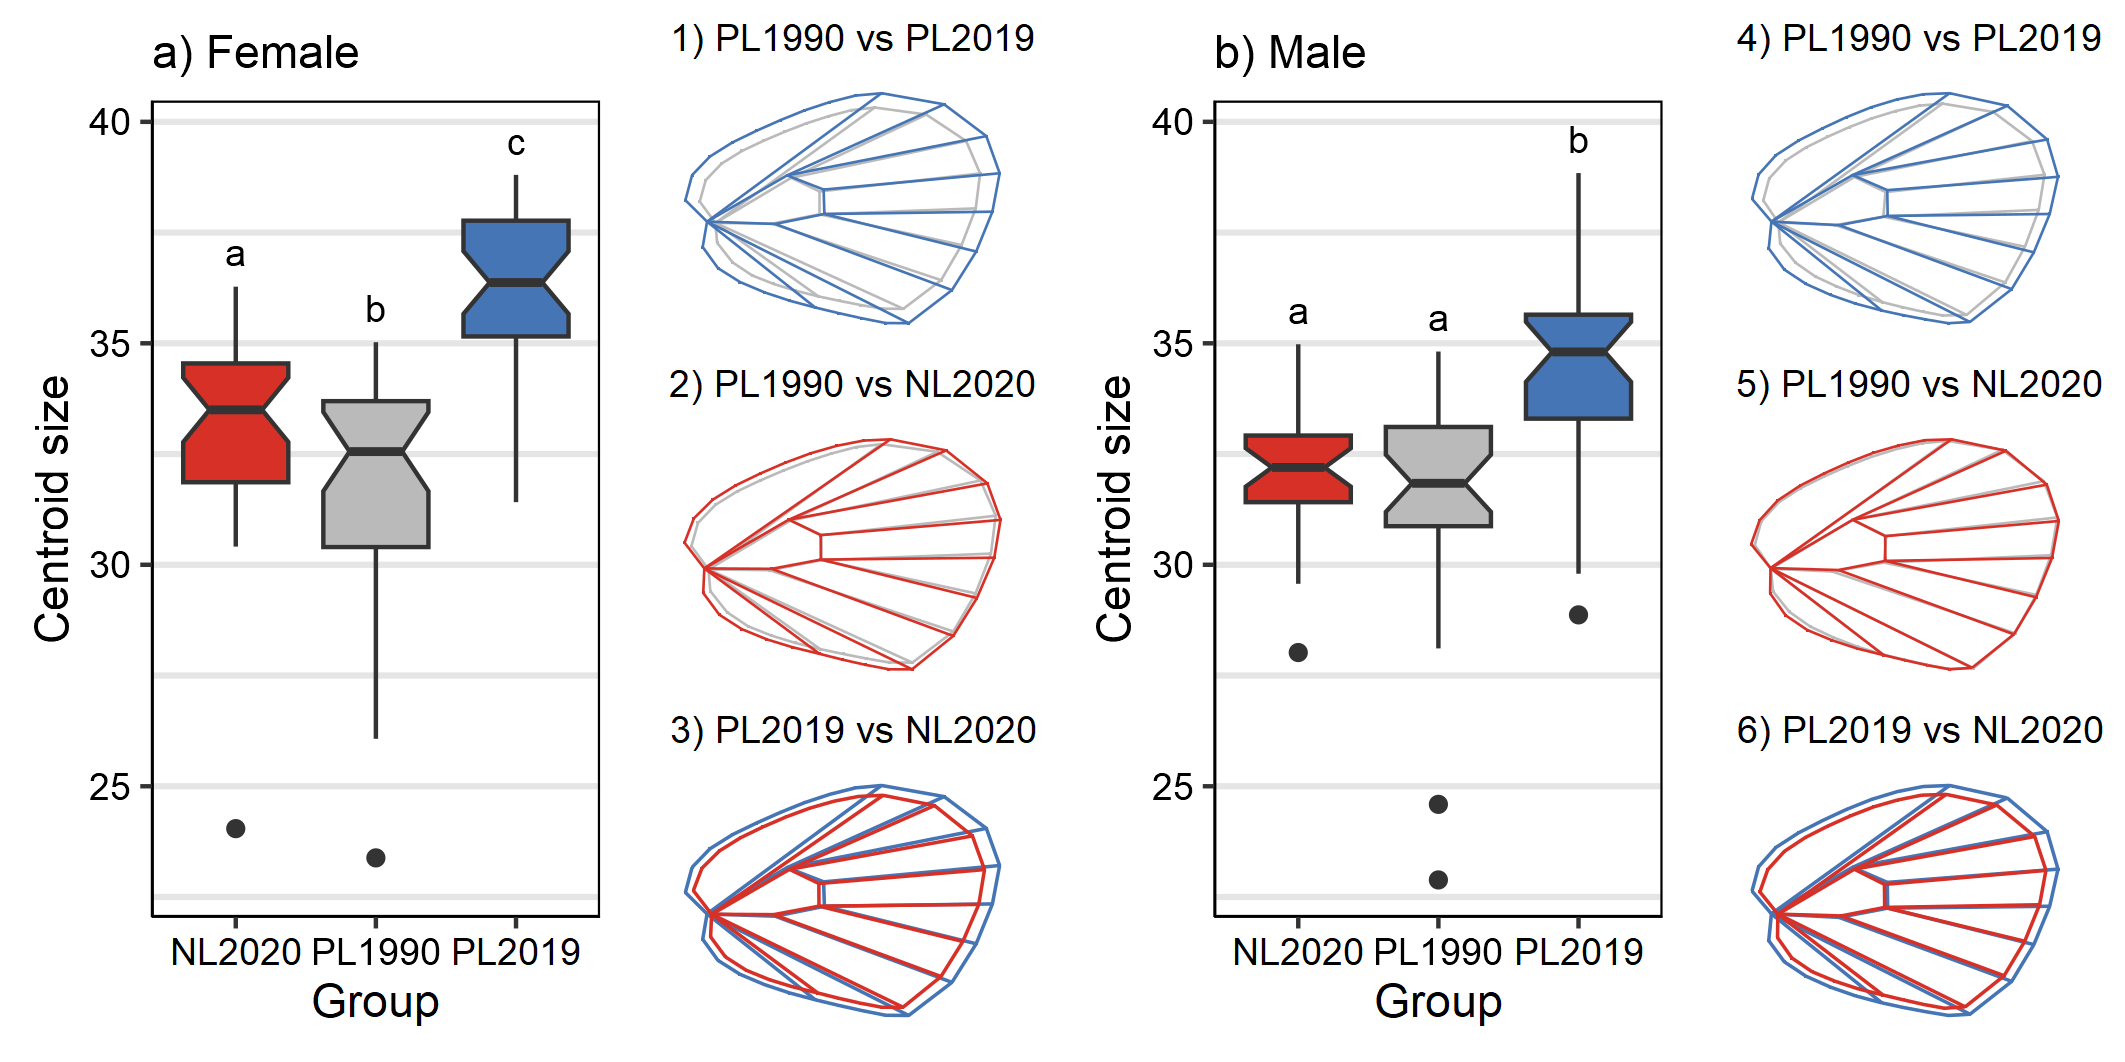 a) Female
Centroid size
40
35
30
25
a
b
c
NL2020 PL1990 PL2019
Group
1) PL1990 vs PL2019
2) PL1990 vs NL2020
3) PL2019 vs NL2020
b) Male
Centroid size
40
35
30
25
a
a
b
NL2020 PL1990 PL2019
Group
4) PL1990 vs PL2019
5) PL1990 vs NL2020
6) PL2019 vs NL2020